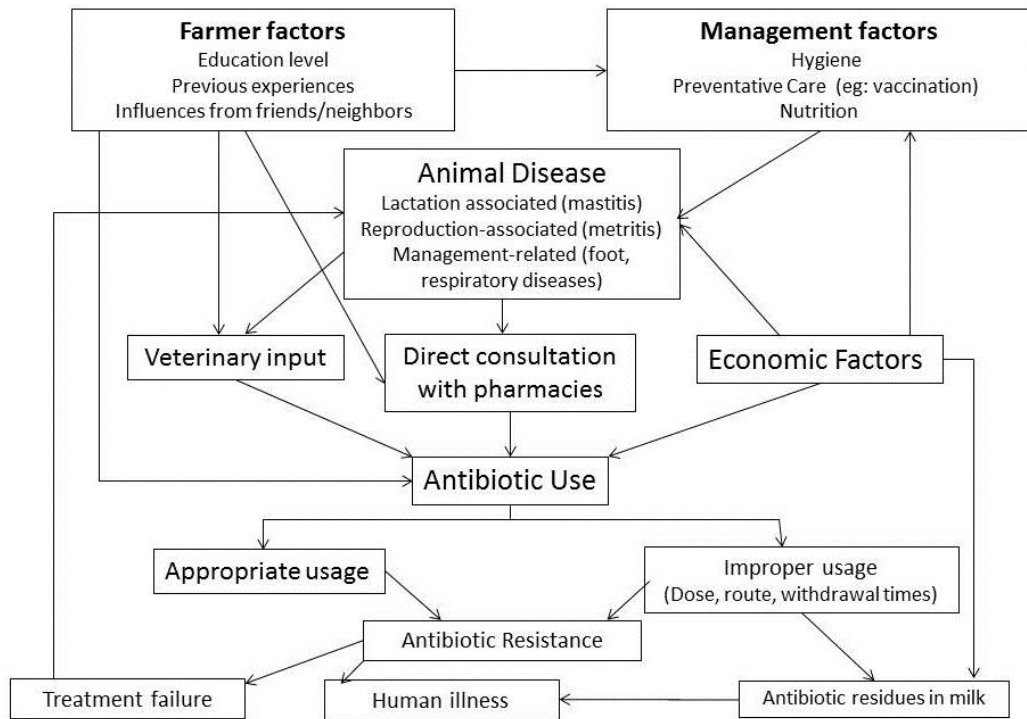 Farmer factors
Education level
Previous experiences
Influences from friends/neighbors
Management factors
Hygiene
Preventative Care (eg: vaccination)
Nutrition
Animal Disease
Lactation associated (mastitis)
Reproduction-associated (metritis)
Management-related (foot,
respiratory diseases)
Veterinary input
Direct consultation
with pharmacies
Economic Factors
Antibiotic Use
Appropriate usage
Improper usage
(Dose, route, withdrawal times)
Antibiotic Resistance
Treatment failure
Human illness
Antibiotic residues in milk